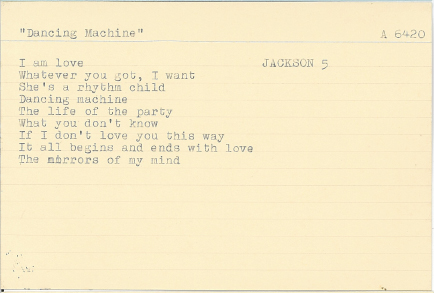 "Dancing Machine" A 6420
I am love JACKSON 5
Whatever you got, I want
She's a rhythm child
Dancing machine
The life of the party
What you don't know
If I don't love you this way
It all begins and ends with love
The mirrors of my mind